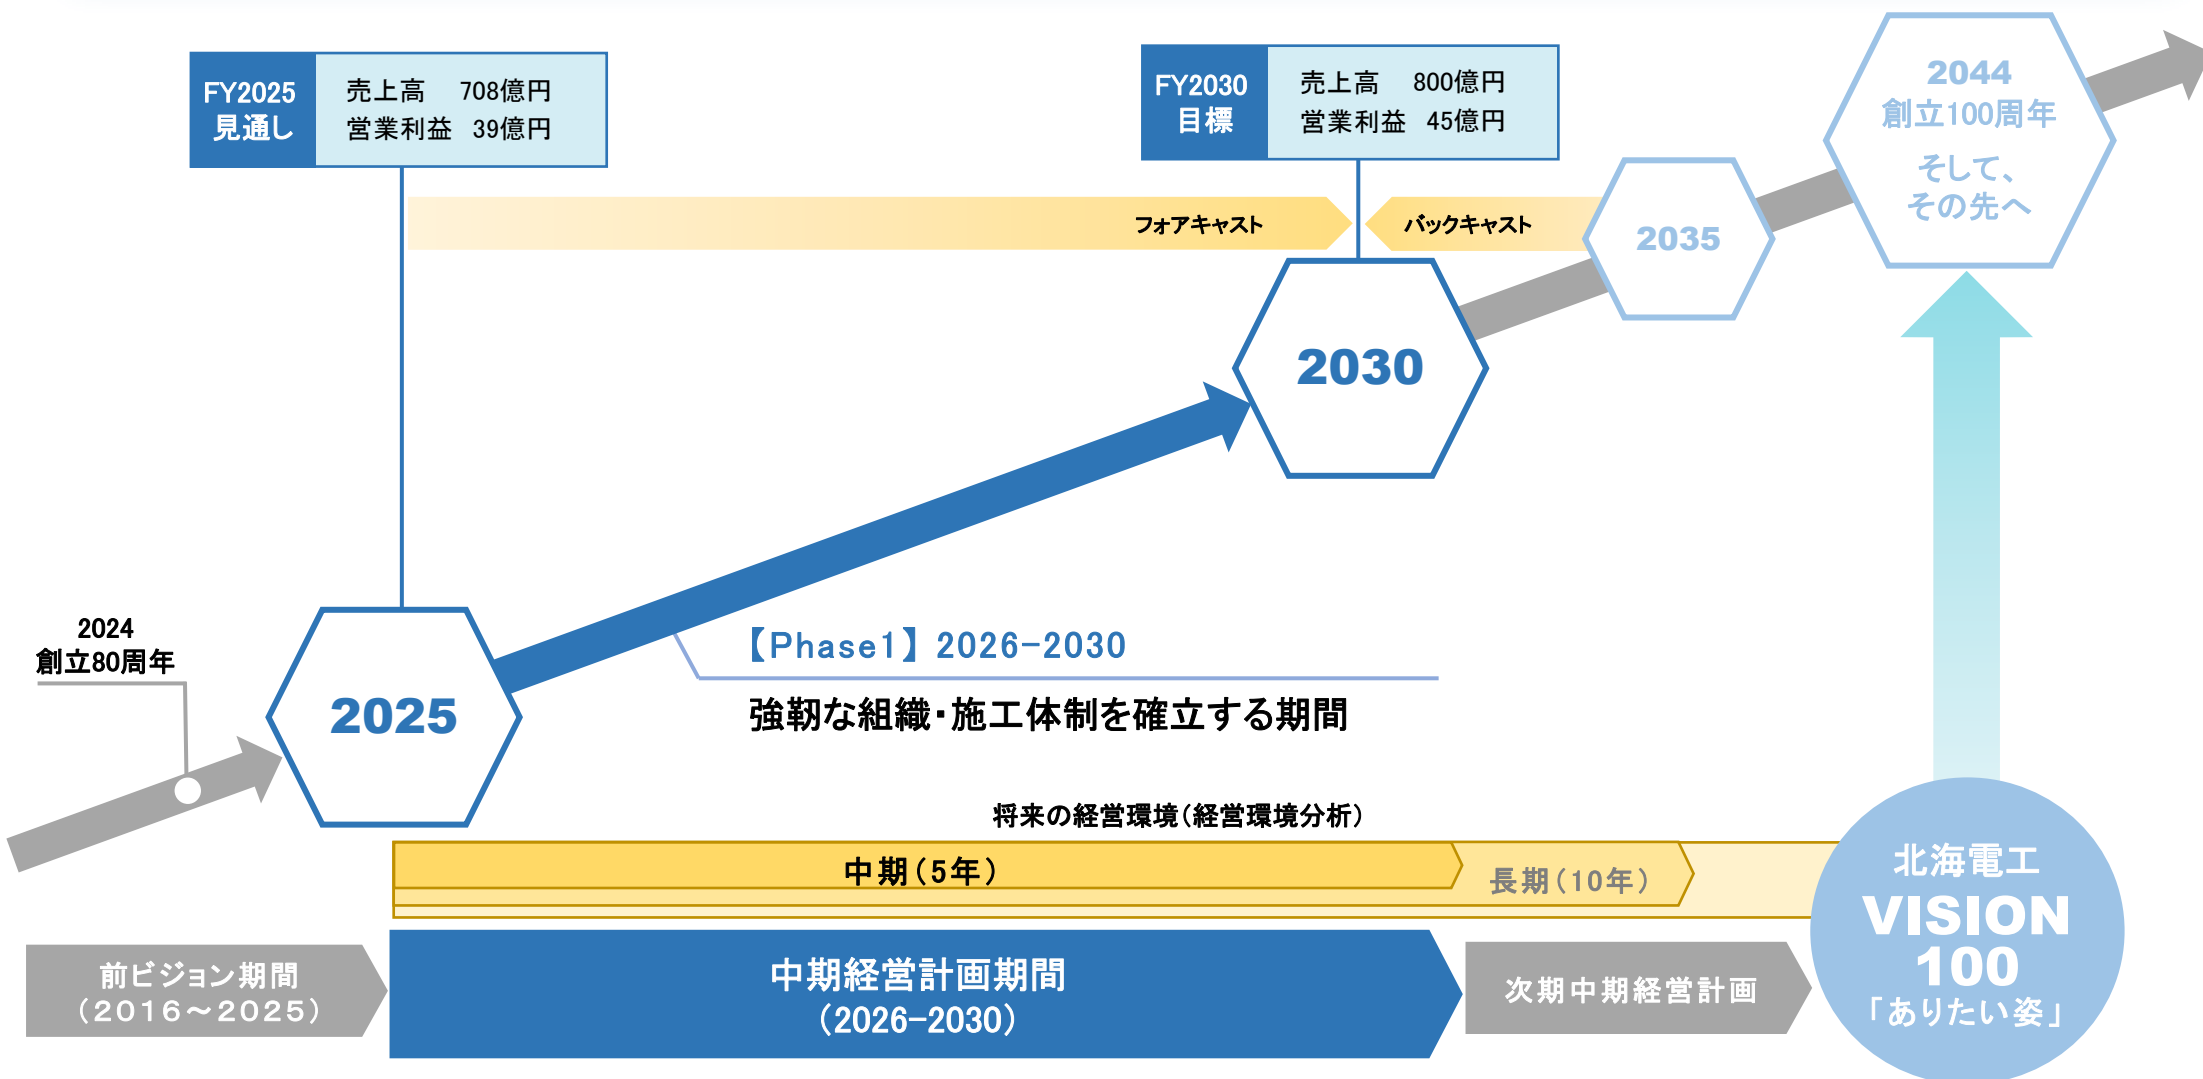 FY2025
見通し
売上高 708億円
営業利益 39億円
FY2030
目標
売上高 800億円
営業利益 45億円
2044
創立100周年
そして、
その先へ
フォアキャスト
バックキャスト
2035
2030
2024
創立80周年
2025
【Phase1】 2026-2030
強靭な組織・施工体制を確立する期間
将来の経営環境(経営環境分析)
中期(5年)
長期(10年)
前ビジョン期間
(2016～2025)
中期経営計画期間
(2026-2030)
次期中期経営計画
北海電工
VISION
100
「ありたい姿」